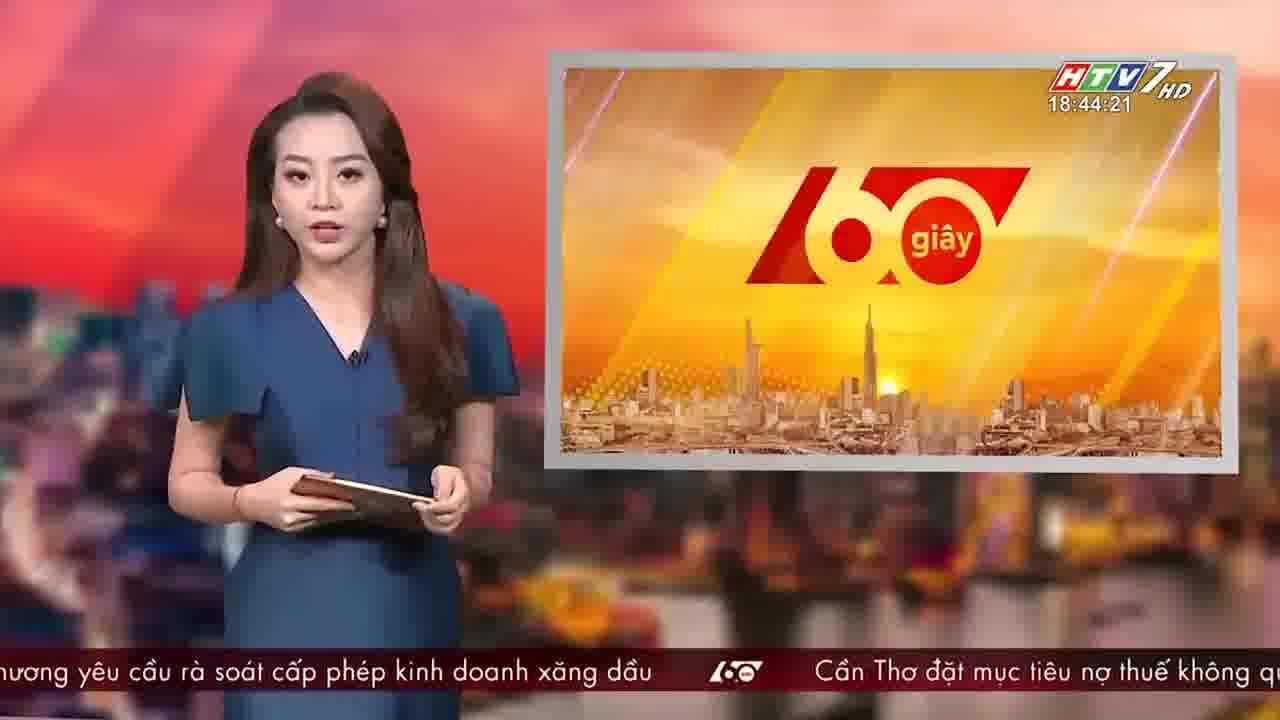 HTV7 HD
18:44:21
60
giây
yêu cầu rà soát cấp phép kinh doanh xăng dầu
60
Cần Thơ đặt mục tiêu nợ thuế không